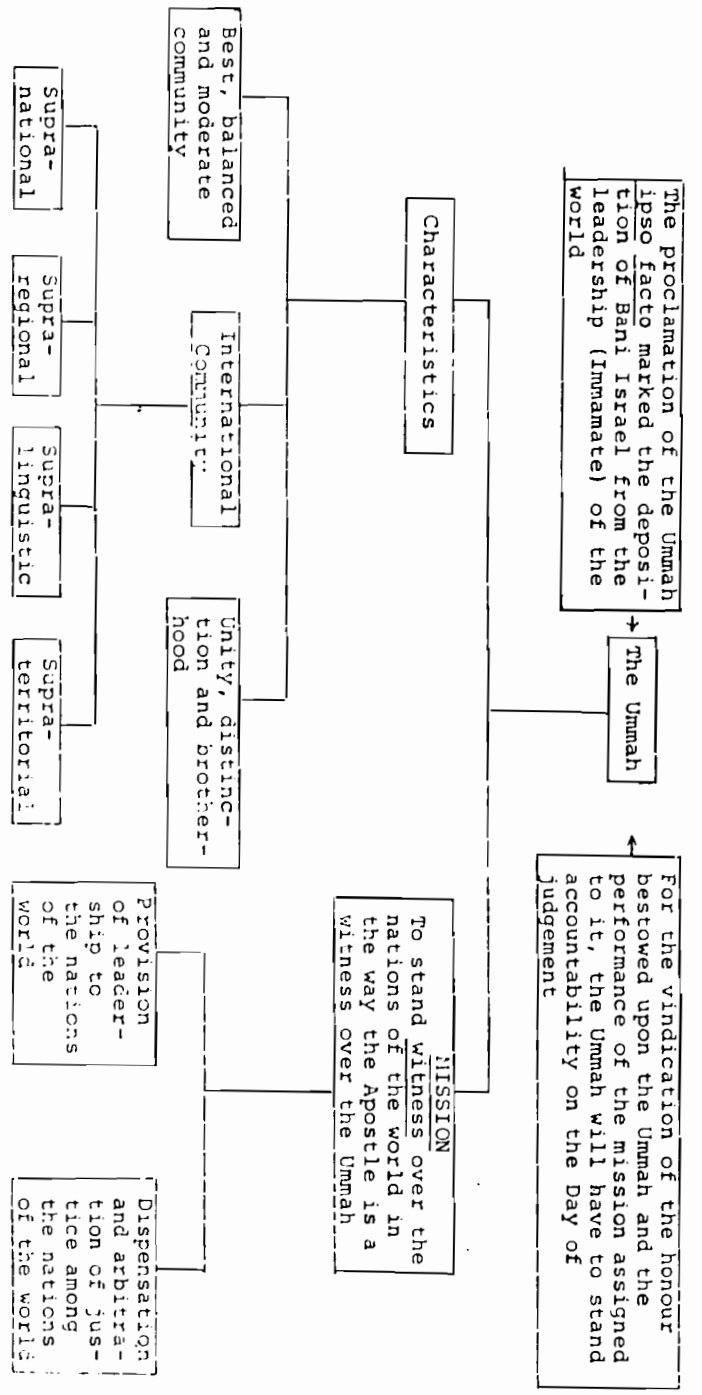 The proclamation of the Ummah
ipso facto marked the deposi-
tion of Bani Israel from the
leadership (Immamate) of the
world
The Ummah
For the vindication of the honour
bestowed upon the Ummah and the
performance of the mission assigned
to it, the Ummah will have to stand
accountability on the Day of
judgement
Characteristics
MISSION
To stand witness over the
nations of the world in
the way the Apostle is a
witness over the Ummah
Best, balanced
and moderate
community
International
Community
Unity, distinc-
tion and brother-
hood
Supra-
national
Supra-
regional
Supra-
linguistic
Supra-
territorial
Provision
of leader-
ship to
the nations
of the
world
Dispensation
and arbitra-
tion of jus-
tice among
the nations
of the world